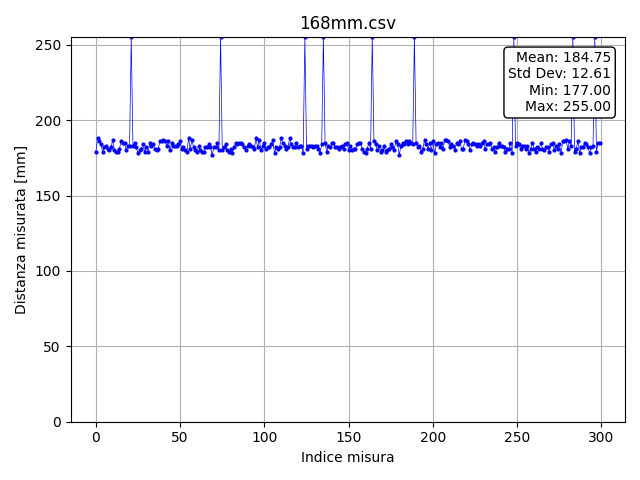 168mm.csv
Distanza misurata [mm]
250
200
150
100
50
0
Mean: 184.75
Std Dev: 12.61
Min: 177.00
Max: 255.00
0 50 100 150 200 250 300
Indice misura